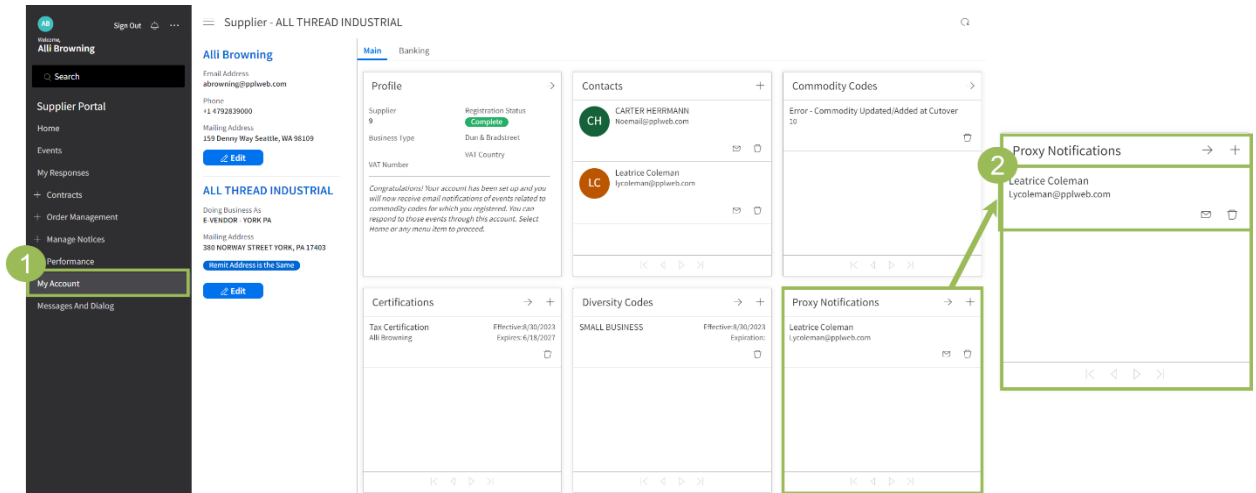 AB
Sign Out
Welcome,
Alli Browning
Search
Supplier Portal
Home
Events
My Responses
+ Contracts
+ Order Management
+ Manage Notices
1
Performance
My Account
Messages And Dialog
Supplier - ALL THREAD INDUSTRIAL
Alli Browning
Email Address
abrowning@pplweb.com
Phone
+1 4792839000
Mailing Address
159 Denny Way Seattle, WA 98109
Edit
ALL THREAD INDUSTRIAL
Doing Business As
E-VENDOR - YORK PA
Mailing Address
380 NORWAY STREET YORK, PA 17403
Remit Address is the Same
Edit
Main Banking
Profile
Supplier
9
Registration Status
Complete
Business Type
Dun & Bradstreet
VAT Country
VAT Number
Congratulations! Your account has been set up and you
will now receive email notifications of events related to
commodity codes for which you registered. You can
respond to those events through this account. Select
Home or any menu item to proceed.
Contacts
CH
CARTER HERRMANN
Noemail@pplweb.com
LC
Leatrice Coleman
lycoleman@pplweb.com
Commodity Codes
Error - Commodity Updated/Added at Cutover
10
Certifications
Tax Certification
Alli Browning
Effective:8/30/2023
Expires:6/18/2027
Diversity Codes
SMALL BUSINESS
Effective:8/30/2023
Expiration:
Proxy Notifications
Leatrice Coleman
Lycoleman@pplweb.com
2
Proxy Notifications
Leatrice Coleman
Lycoleman@pplweb.com